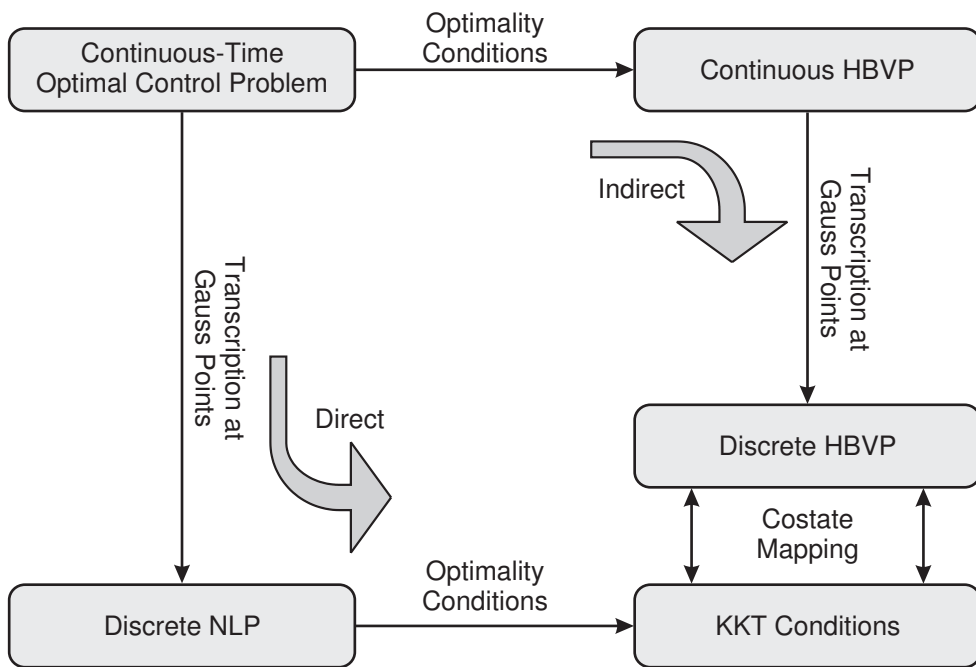 Continuous-Time
Optimal Control Problem
Optimality
Conditions
Continuous HBVP
Indirect
Transcription at
Gauss Points
Transcription at
Gauss Points
Direct
Discrete HBVP
Costate
Mapping
Discrete NLP
Optimality
Conditions
KKT Conditions